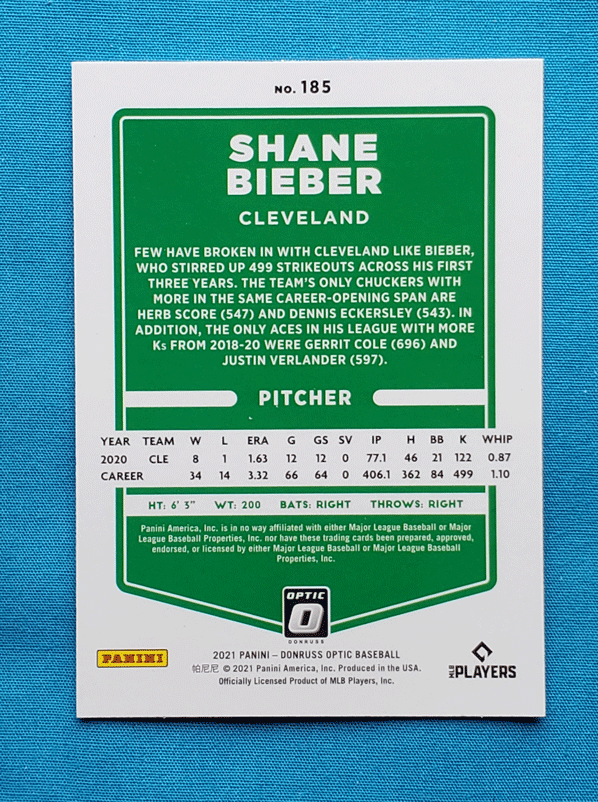 NO. 185
SHANE
BIEBER
CLEVELAND
FEW HAVE BROKEN IN WITH CLEVELAND LIKE BIEBER,
WHO STIRRED UP 499 STRIKEOUTS ACROSS HIS FIRST
THREE YEARS. THE TEAM'S ONLY CHUCKERS WITH
MORE IN THE SAME CAREER-OPENING SPAN ARE
HERB SCORE (547) AND DENNIS ECKERSLEY (543). IN
ADDITION, THE ONLY ACES IN HIS LEAGUE WITH MORE
Ks FROM 2018-20 WERE GERRIT COLE (696) AND
JUSTIN VERLANDER (597).
PITCHER
YEAR TEAM W L ERA G GS SV IP H BB K WHIP
2020 CLE 8 1 1.63 12 12 0 77.1 46 21 122 0.87
CAREER 34 14 3.32 66 64 0 406.1 362 84 499 1.10
HT: 6' 3" WT: 200 BATS: RIGHT THROWS: RIGHT
Panini America, Inc. is in no way affiliated with either Major League Baseball or Major
League Baseball Properties, Inc. nor have these trading cards been prepared, approved,
endorsed, or licensed by either Major League Baseball or Major League Baseball
Properties, Inc.
OPTIC
DONRUSS
PANINI
2021 PANINI – DONRUSS OPTIC BASEBALL
帕尼尼 © 2021 Panini America, Inc. Produced in the USA.
Officially Licensed Product of MLB Players, Inc.
MLB PLAYERS